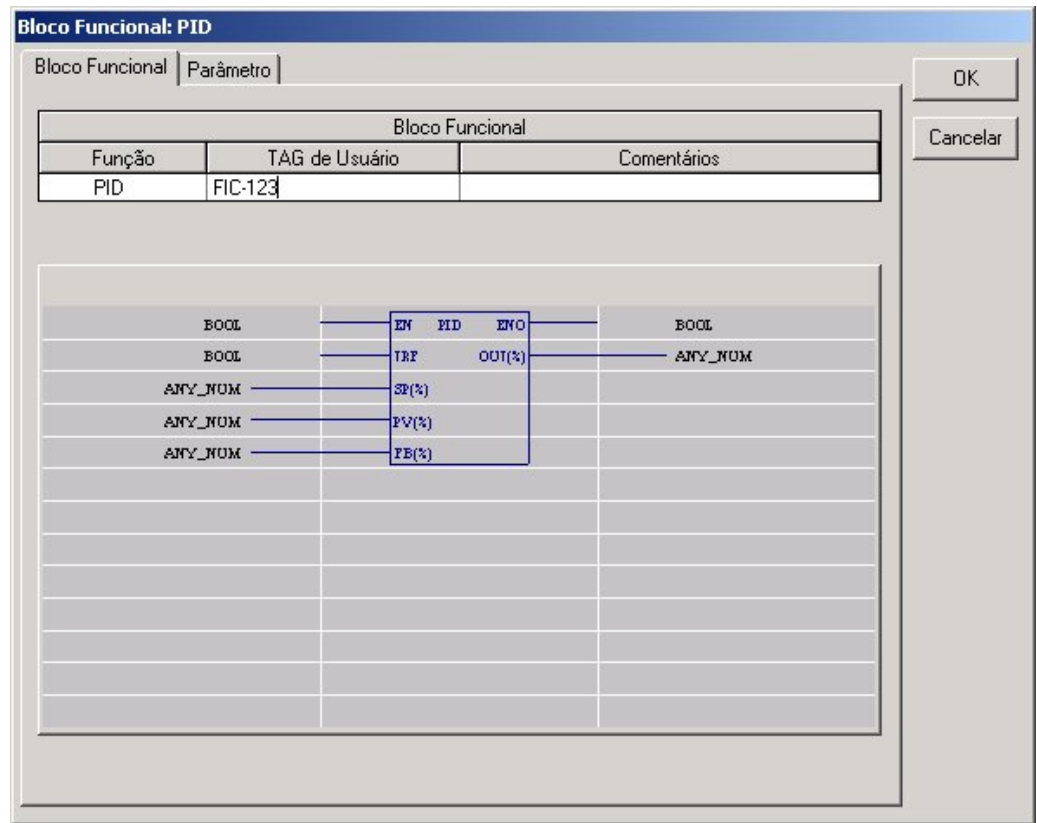 Bloco Funcional: PID
Bloco Funcional Parâmetro
OK
Cancelar
Bloco Funcional
Função TAG de Usuário Comentários
PID FIC-123
BOOL EN PID ENO BOOL
BOOL TRF OUT(%) ANY_NUM
ANY_NUM SP(%)
ANY_NUM PV(%)
ANY_NUM FB(%)